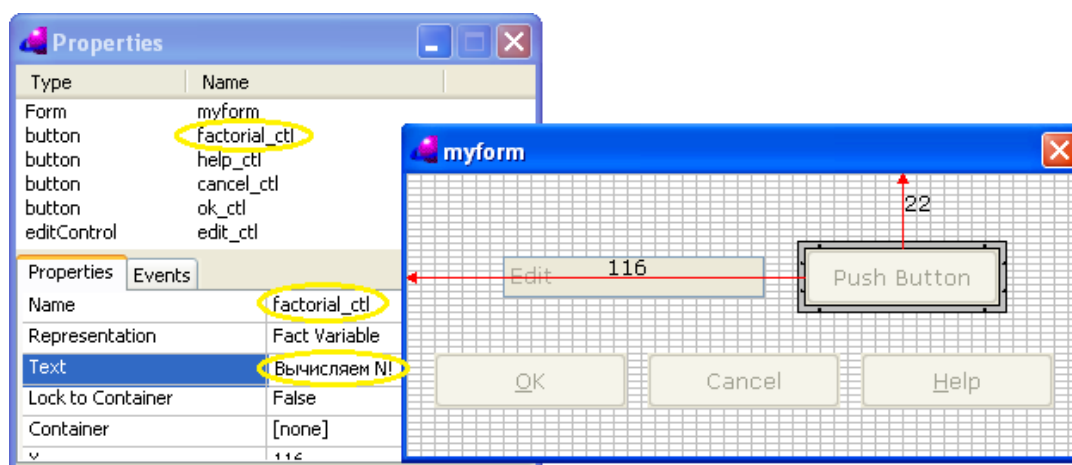 Properties
Type Name
Form myform
button factorial_ctl
button help_ctl
button cancel_ctl
button ok_ctl
editControl edit_ctl
Properties Events
Name factorial_ctl
Representation Fact Variable
Text Вычисляем N!
Lock to Container False
Container [none]
X 116
myform
22
Edit 116 Push Button
OK Cancel Help